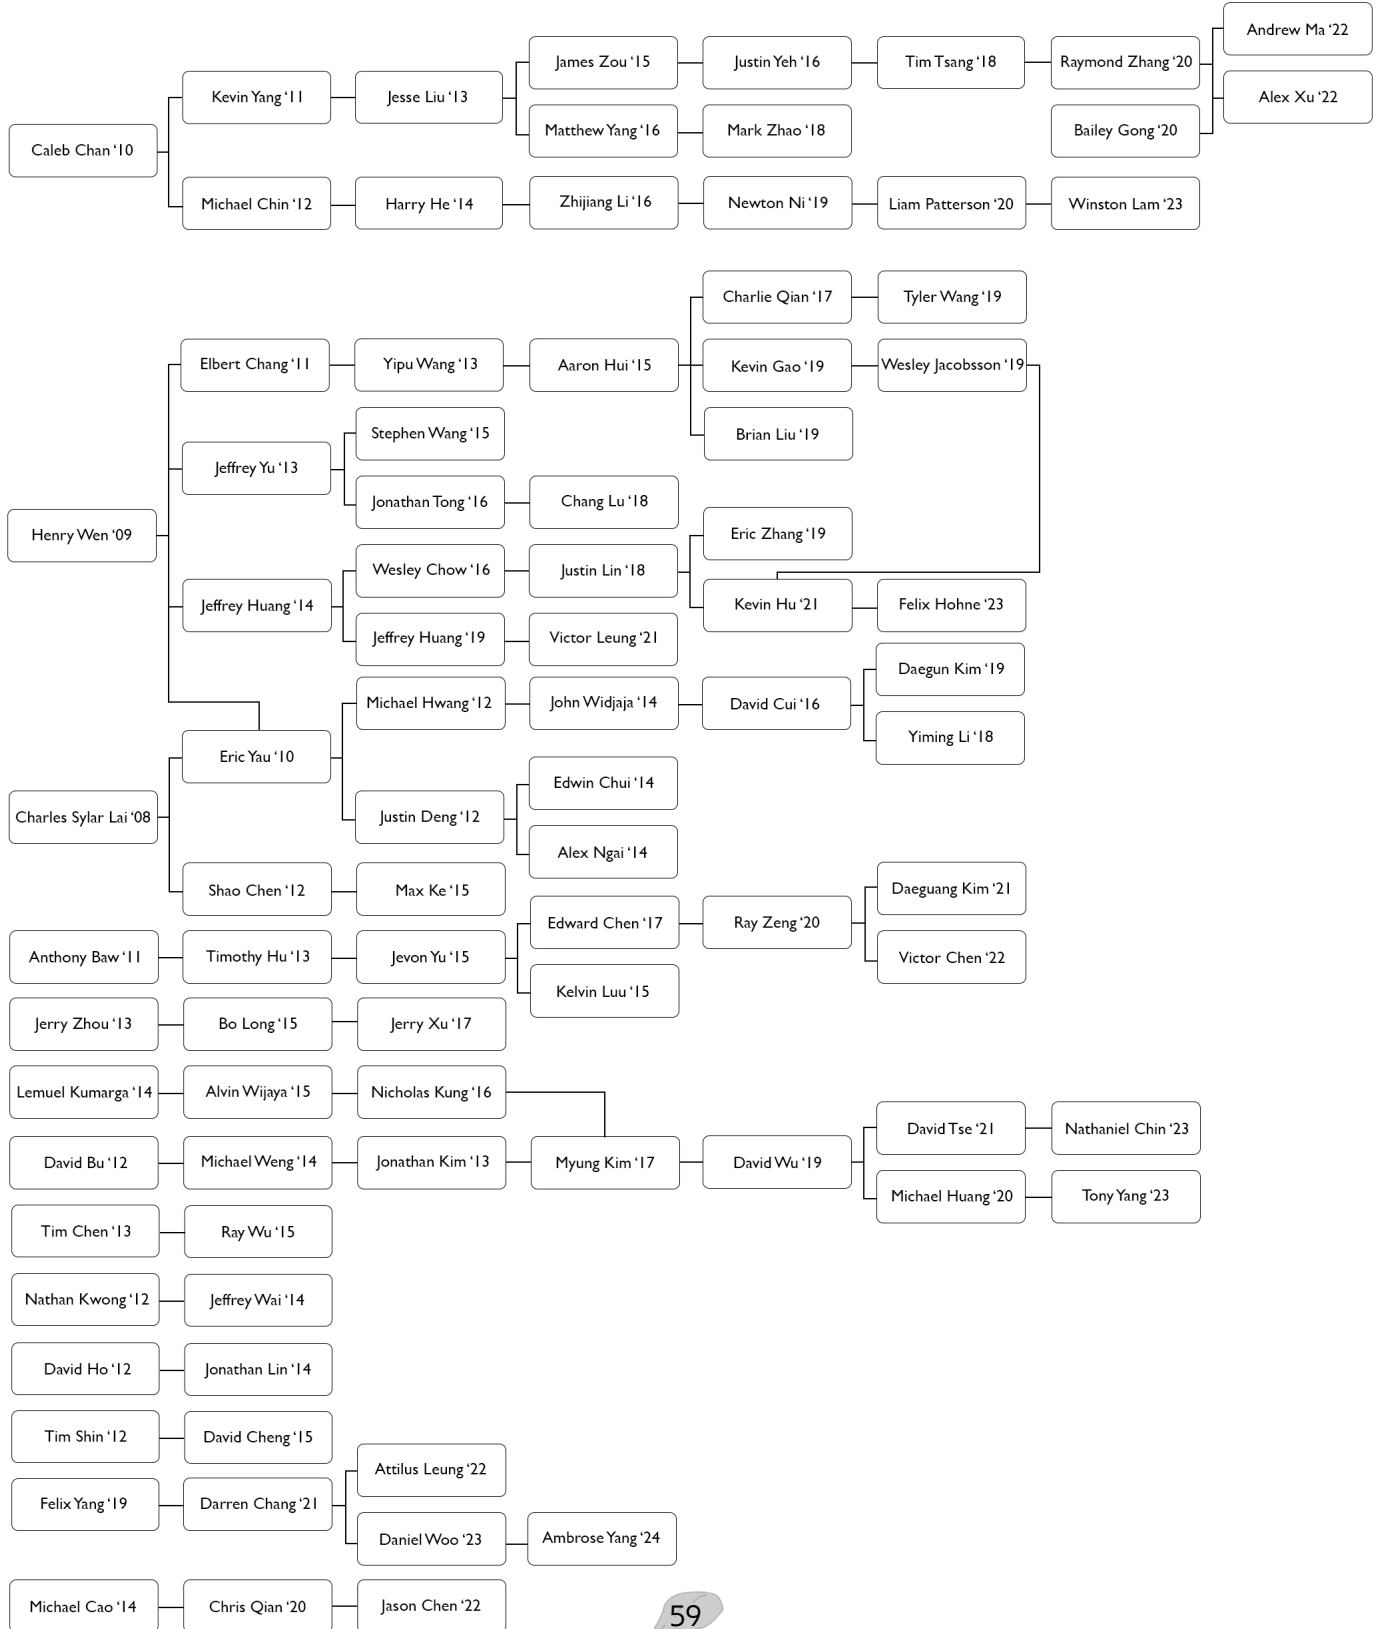 Andrew Ma ‘22
James Zou ‘15
Justin Yeh ‘16
Tim Tsang ‘18
Raymond Zhang ‘20
Kevin Yang ‘11
Jesse Liu ‘13
Alex Xu ‘22
Matthew Yang ‘16
Mark Zhao ‘18
Bailey Gong ‘20
Caleb Chan ‘10
Michael Chin ‘12
Harry He ‘14
Zhijiang Li ‘16
Newton Ni ‘19
Liam Patterson ‘20
Winston Lam ‘23
Charlie Qian ‘17
Tyler Wang ‘19
Elbert Chang ‘11
Yipu Wang ‘13
Aaron Hui ‘15
Kevin Gao ‘19
Wesley Jacobsson ‘19
Stephen Wang ‘15
Brian Liu ‘19
Jeffrey Yu ‘13
Jonathan Tong ‘16
Chang Lu ‘18
Henry Wen ‘09
Eric Zhang ‘19
Wesley Chow ‘16
Justin Lin ‘18
Jeffrey Huang ‘14
Kevin Hu ‘21
Felix Hohne ‘23
Jeffrey Huang ‘19
Victor Leung ‘21
Daegun Kim ‘19
Michael Hwang ‘12
John Widjaja ‘14
David Cui ‘16
Yiming Li ‘18
Eric Yau ‘10
Edwin Chui ‘14
Charles Sylar Lai ‘08
Justin Deng ‘12
Alex Ngai ‘14
Shao Chen ‘12
Max Ke ‘15
Daeguang Kim ‘21
Edward Chen ‘17
Ray Zeng ‘20
Anthony Baw ‘11
Timothy Hu ‘13
Jevon Yu ‘15
Victor Chen ‘22
Kelvin Luu ‘15
Jerry Zhou ‘13
Bo Long ‘15
Jerry Xu ‘17
Lemuel Kumarga ‘14
Alvin Wijaya ‘15
Nicholas Kung ‘16
David Tse ‘21
Nathaniel Chin ‘23
David Bu ‘12
Michael Weng ‘14
Jonathan Kim ‘13
Myung Kim ‘17
David Wu ‘19
Michael Huang ‘20
Tony Yang ‘23
Tim Chen ‘13
Ray Wu ‘15
Nathan Kwong ‘12
Jeffrey Wai ‘14
David Ho ‘12
Jonathan Lin ‘14
Tim Shin ‘12
David Cheng ‘15
Attilus Leung ‘22
Felix Yang ‘19
Darren Chang ‘21
Daniel Woo ‘23
Ambrose Yang ‘24
Michael Cao ‘14
Chris Qian ‘20
Jason Chen ‘22
59